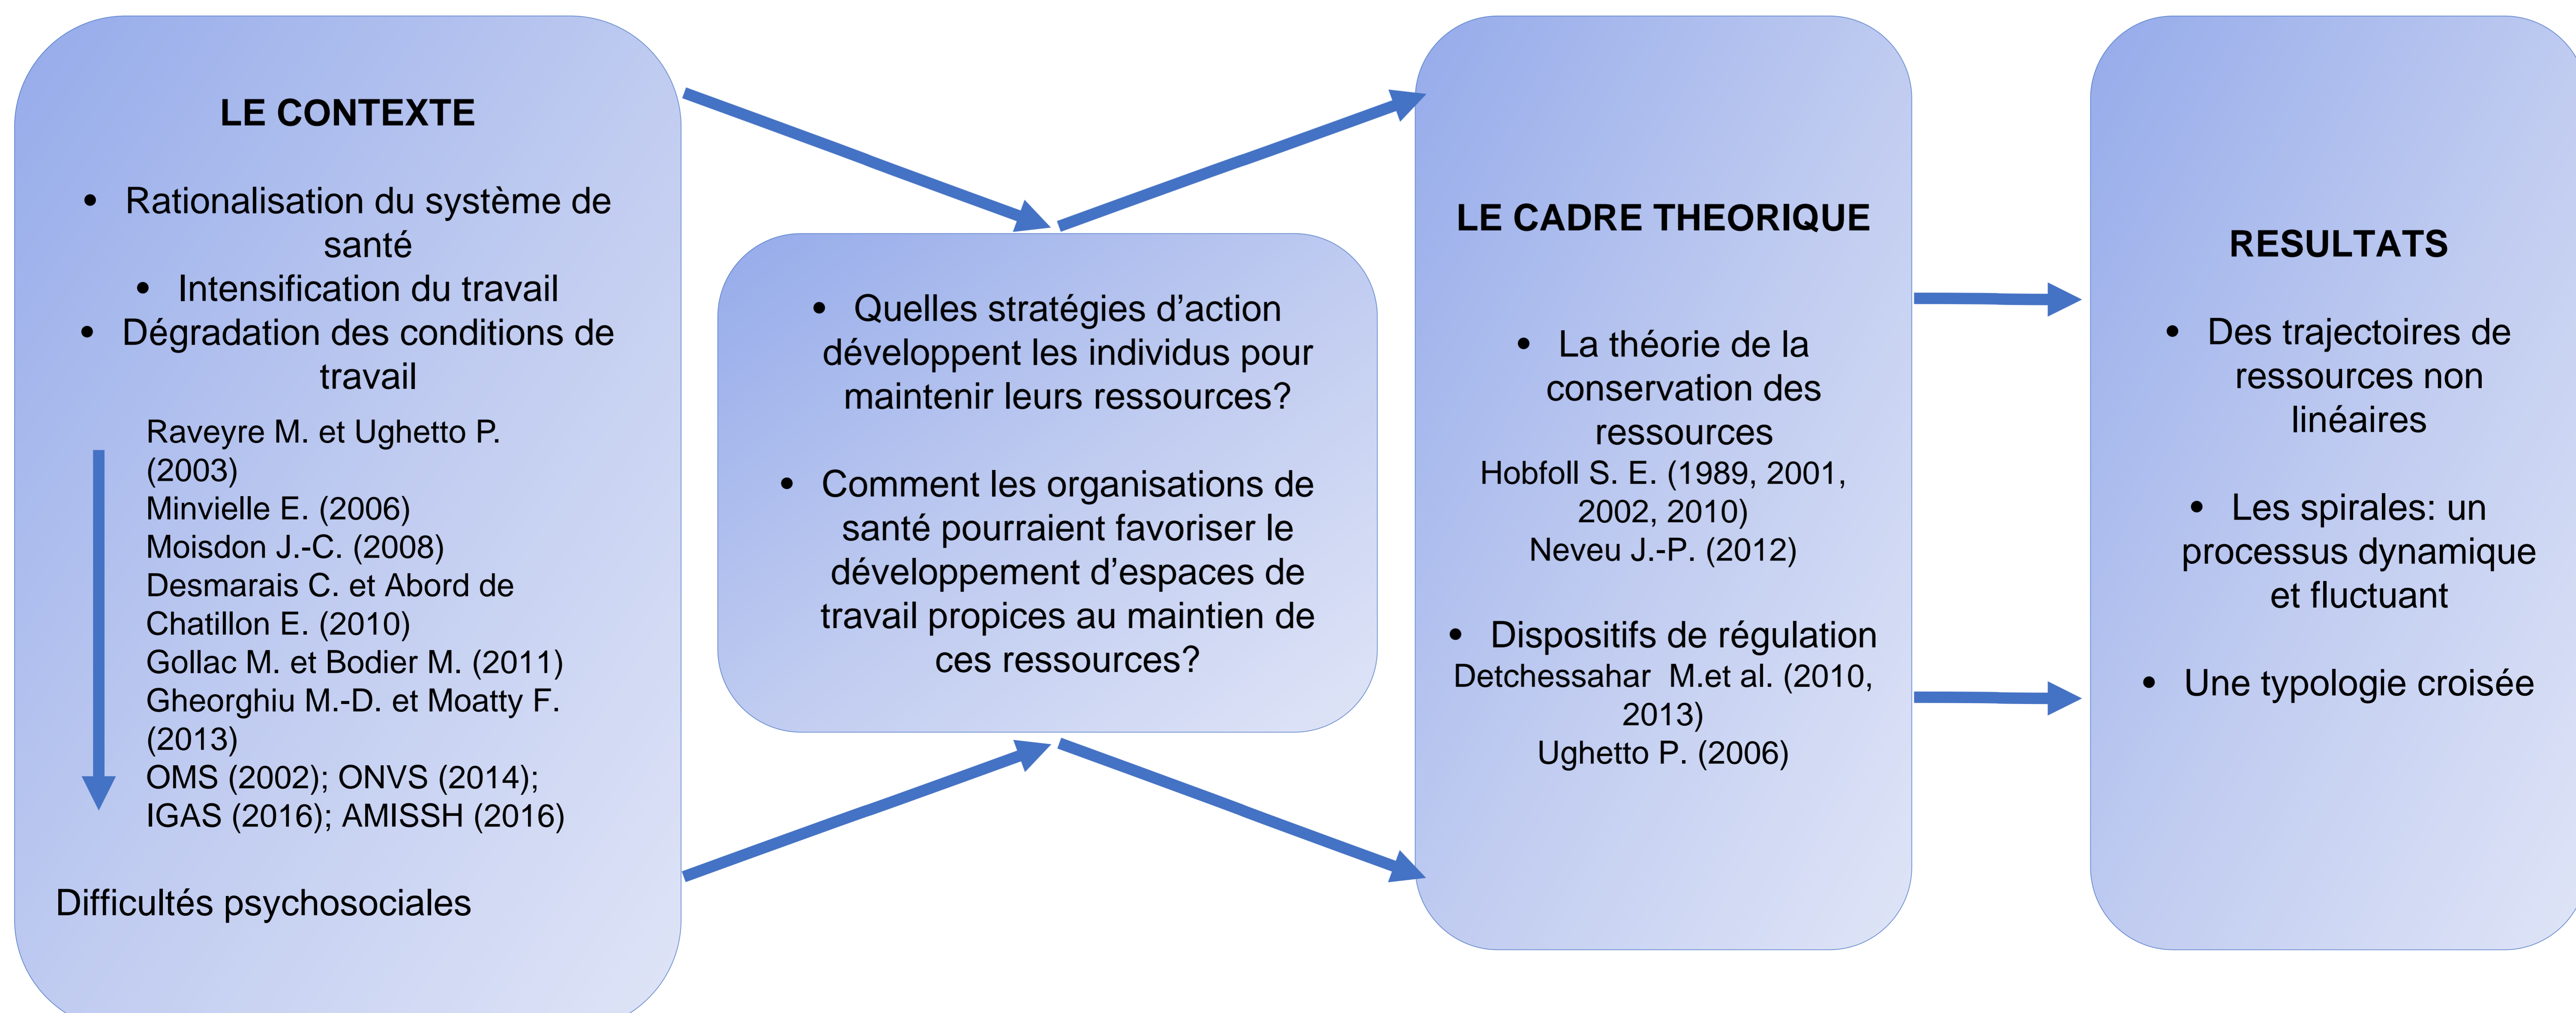 LE CONTEXTE
• Rationalisation du système de
santé
• Intensification du travail
• Dégradation des conditions de
travail
Raveyre M. et Ughetto P.
(2003)
Minvielle E. (2006)
Moisdon J.-C. (2008)
Desmarais C. et Abord de
Chatillon E. (2010)
Gollac M. et Bodier M. (2011)
Gheorghiu M.-D. et Moatty F.
(2013)
OMS (2002); ONVS (2014);
IGAS (2016); AMISSH (2016)
Difficultés psychosociales
• Quelles stratégies d’action
développent les individus pour
maintenir leurs ressources?
• Comment les organisations de
santé pourraient favoriser le
développement d’espaces de
travail propices au maintien de
ces ressources?
LE CADRE THEORIQUE
• La théorie de la
conservation des
ressources
Hobfoll S. E. (1989, 2001,
2002, 2010)
Neveu J.-P. (2012)
• Dispositifs de régulation
Detchessahar  M.et al. (2010,
2013)
Ughetto P. (2006)
RESULTATS
• Des trajectoires de
ressources non
linéaires
• Les spirales: un
processus dynamique
et fluctuant
• Une typologie croisée